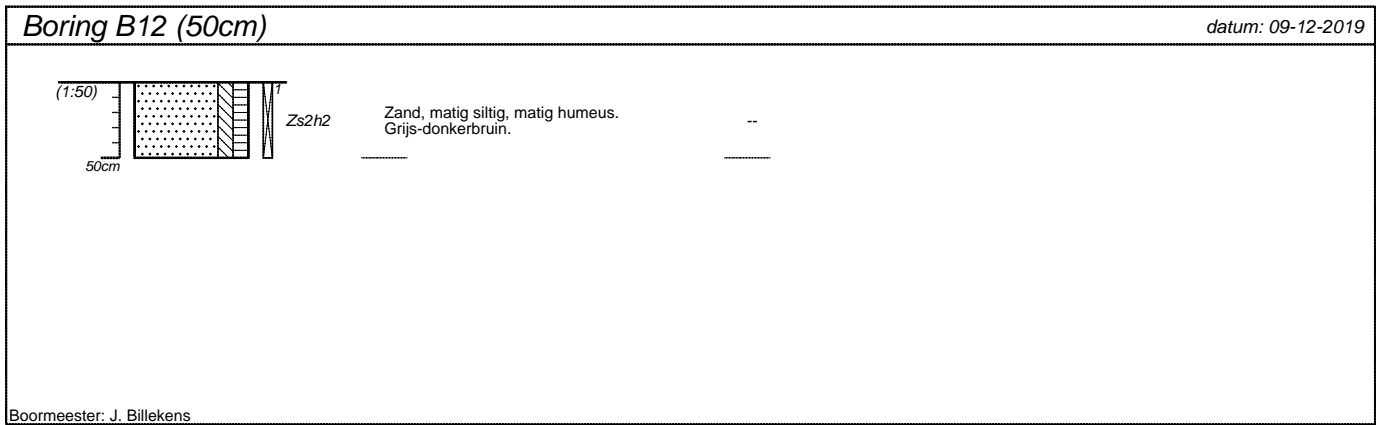 Boring B12 (50cm)
datum: 09-12-2019
(1:50)
1
Zs2h2
Zand, matig siltig, matig humeus.
Grijs-donkerbruin.
--
50cm
Boormeester: J. Billekens